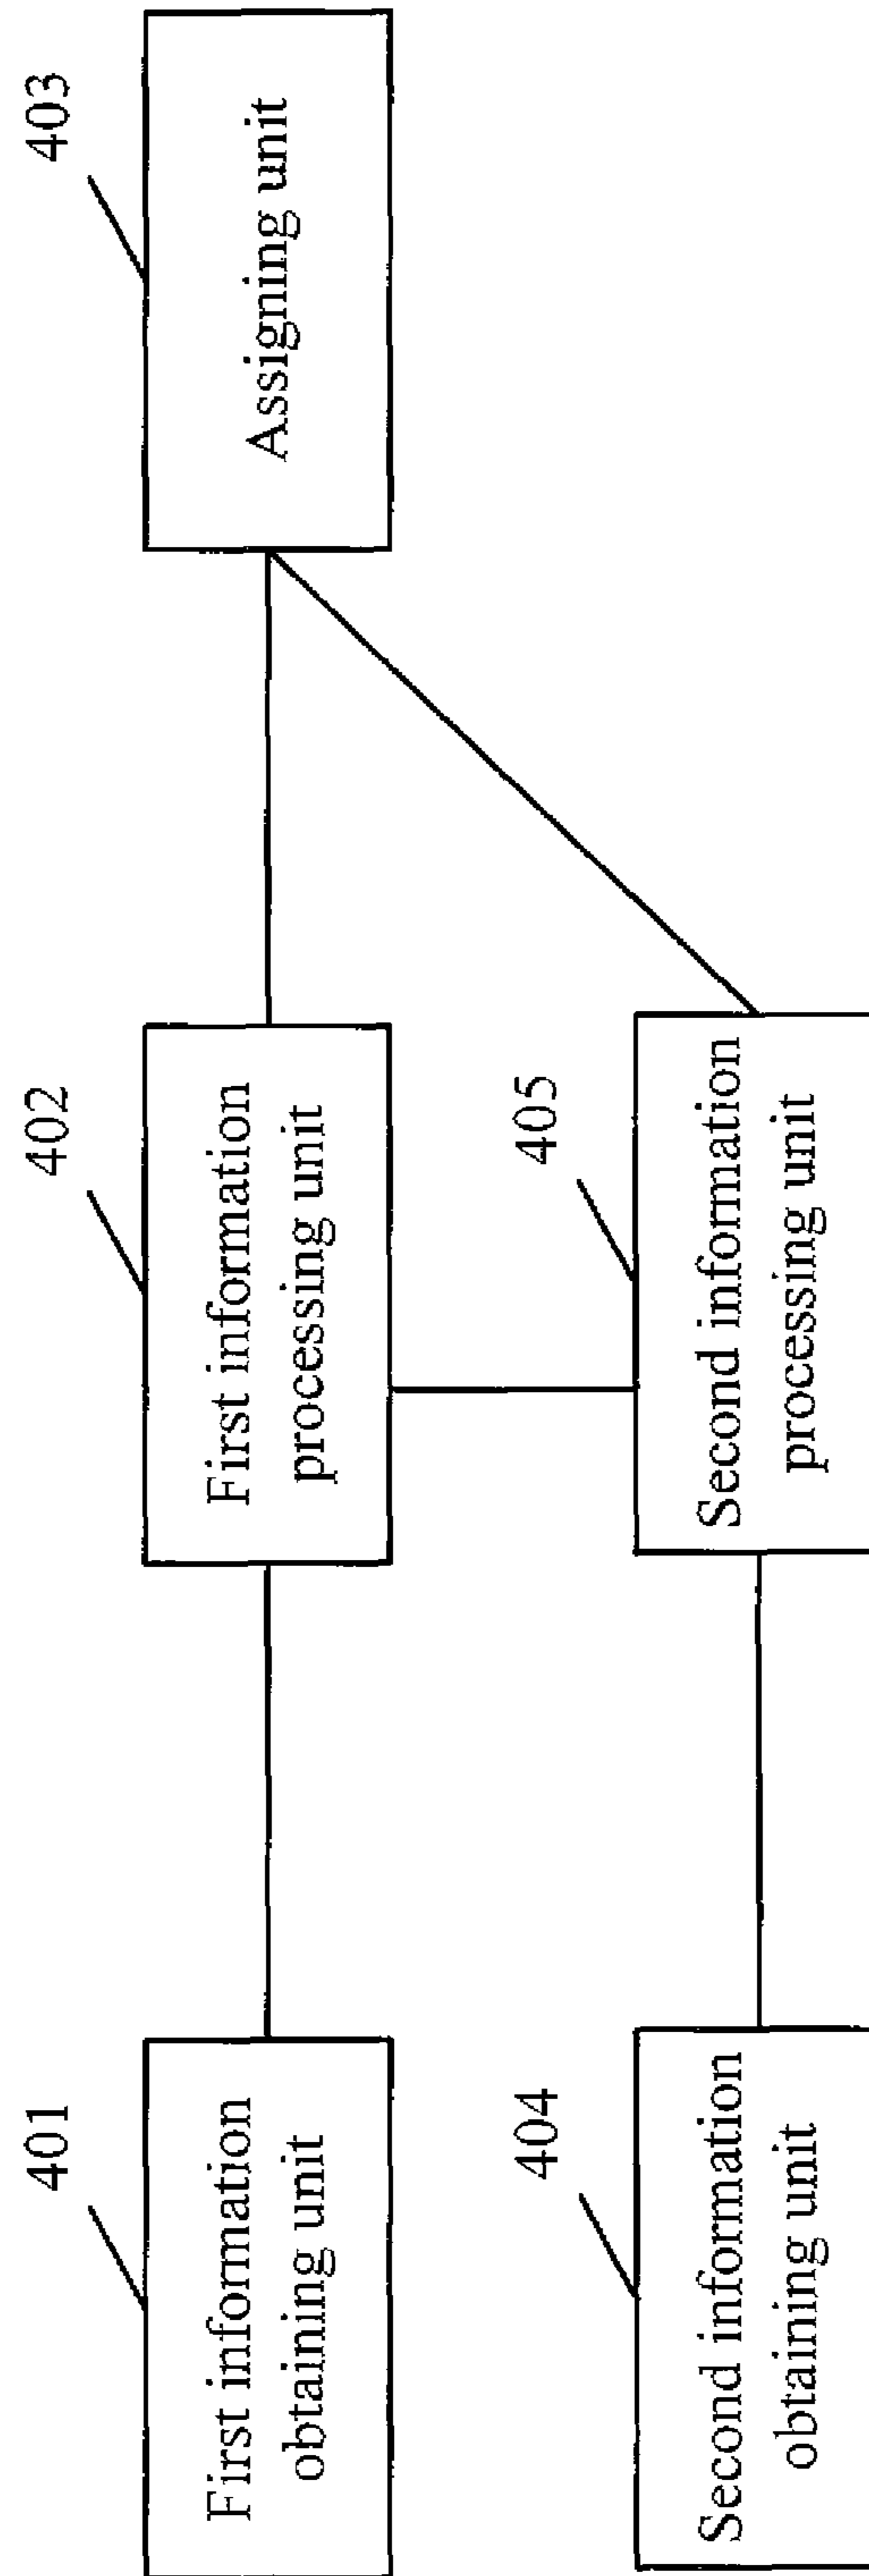 401
First information
obtaining unit
402
First information
processing unit
403
Assigning unit
404
Second information
obtaining unit
405
Second information
processing unit